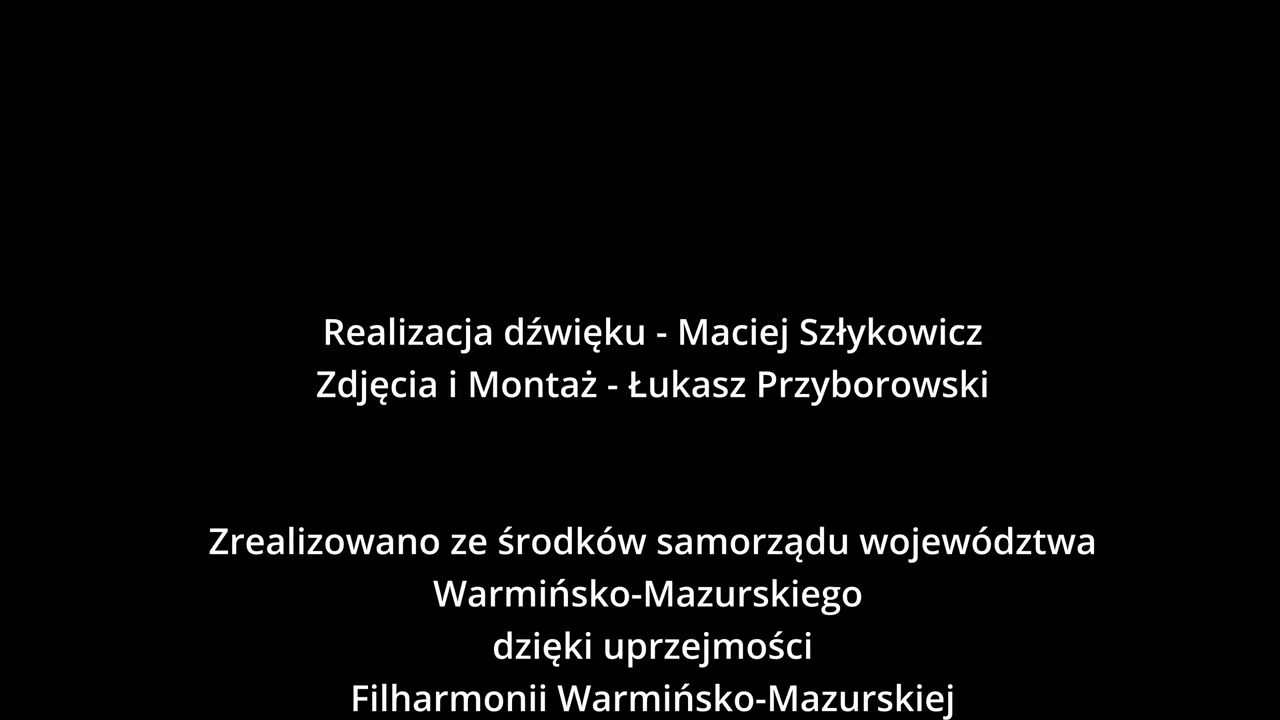 Realizacja dźwięku - Maciej Szłykowicz
Zdjęcia i Montaż - Łukasz Przyborowski
Zrealizowano ze środków samorządu województwa
Warmińsko-Mazurskiego
dzięki uprzejmości
Filharmonii Warmińsko-Mazurskiej